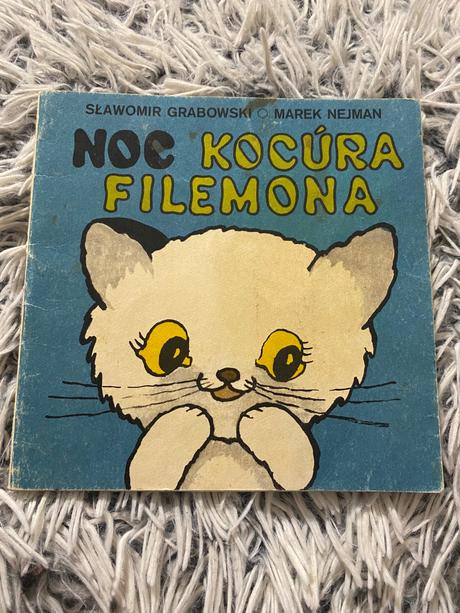 SŁAWOMIR GRABOWSKI ○ MAREK NEJMAN
NOC KOCÚRA
FILEMONA